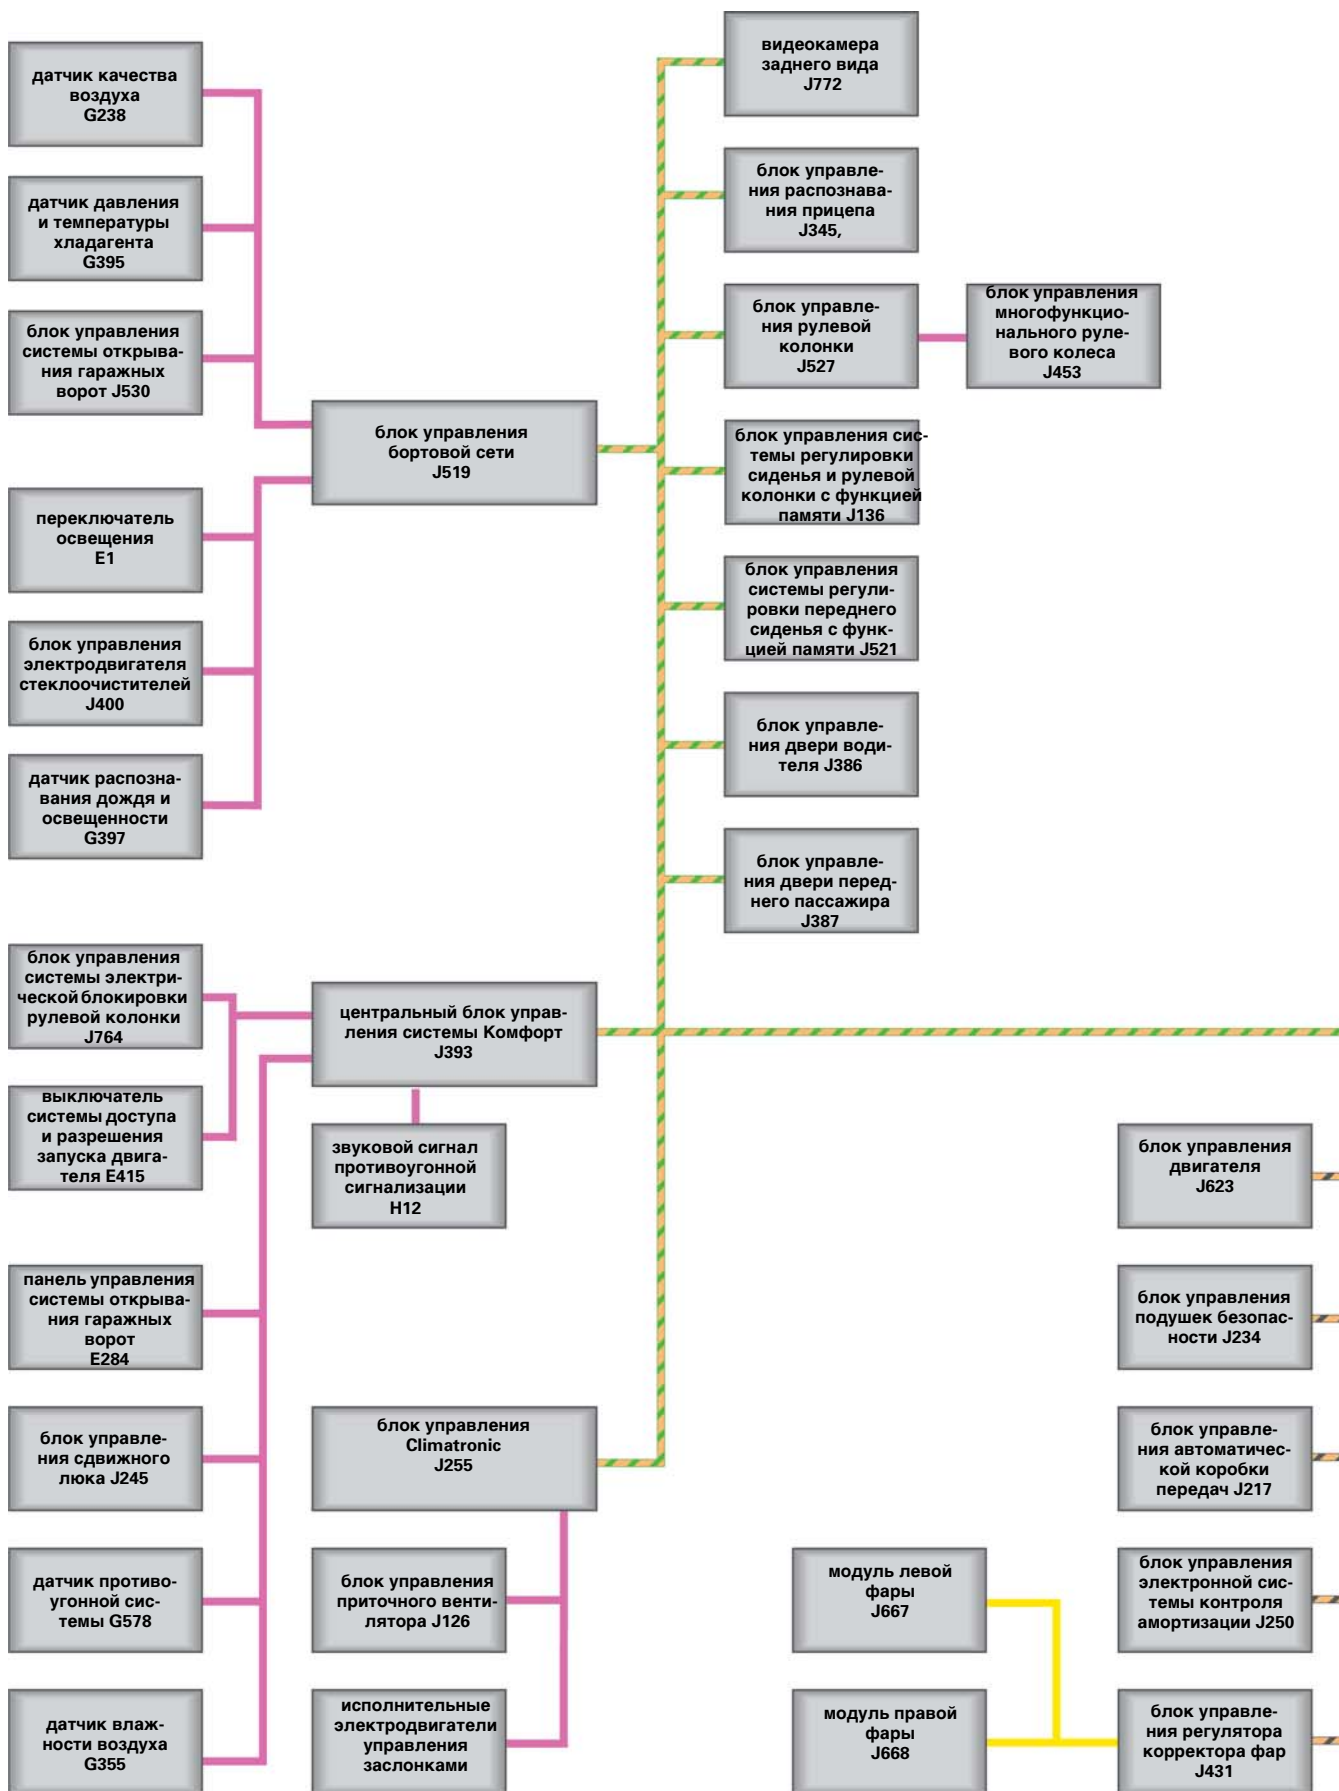 датчик качества
воздуха
G238
датчик давления
и температуры
хладагента
G395
блок управления
системы открыва-
ния гаражных
ворот J530
переключатель
освещения
E1
блок управления
электродвигателя
стеклоочистителей
J400
датчик распозна-
вания дождя и
освещенности
G397
блок управления
бортовой сети
J519
видеокамера
заднего вида
J772
блок управле-
ния распознава-
ния прицепа
J345,
блок управле-
ния рулевой
колонки
J527
блок управления
многофункцио-
нального руле-
вого колеса
J453
блок управления сис-
темы регулировки
сиденья и рулевой
колонки с функцией
памяти J136
блок управления
системы регули-
ровки переднего
сиденья с функ-
цией памяти J521
блок управле-
ния двери води-
теля J386
блок управле-
ния двери перед-
него пассажира
J387
блок управления
системы электри-
ческой блокировки
рулевой колонки
J764
выключатель
системы доступа
и разрешения
запуска двига-
теля E415
центральный блок управ-
ления системы Комфорт
J393
звуковой сигнал
противоугонной
сигнализации
H12
панель управления
системы открыва-
ния гаражных
ворот
E284
блок управле-
ния сдвижного
люка J245
датчик противо-
угонной сис-
темы G578
датчик влаж-
ности воздуха
G355
блок управления
Climatronic
J255
блок управления
приточного венти-
лятора J126
исполнительные
электродвигатели
управления
заслонками
модуль левой
фары
J667
модуль правой
фары
J668
блок управления
двигателя
J623
блок управления
подушек безопас-
ности J234
блок управле-
ния автоматичес-
кой коробки
передач J217
блок управления
электронной сис-
темы контроля
амортизации J250
блок управле-
ния регулятора
корректора фар
J431